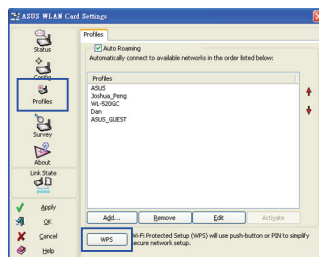 ASUS WLAN Card Settings
Status
Config
Profiles
Survey
About
Link State
Apply
OK
Cancel
Help
Profiles
Auto Roaming
Automatically connect to available networks in the order listed below:
Profiles
ASUS
Joshua_Peng
WL-520GC
Dan
ASUS_GUEST
Add...
Remove
Edit
Activate
WPS
Wi-Fi Protected Setup (WPS) will use push-button or PIN to simplify
secure network setup.